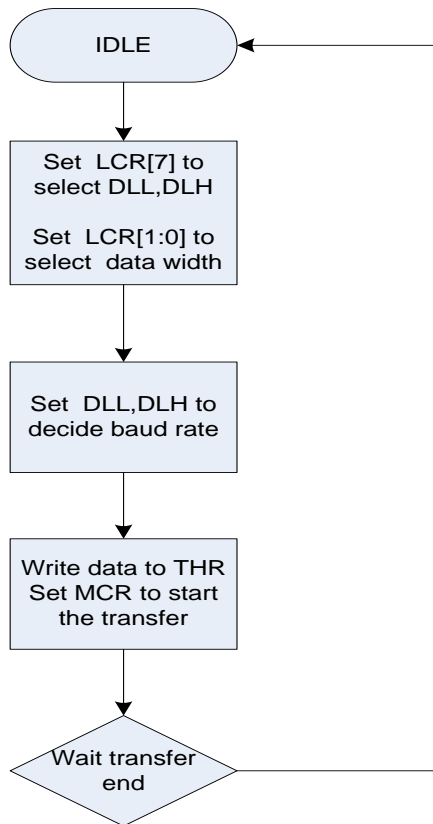 IDLE
Set LCR[7] to
select DLL,DLH
Set LCR[1:0] to
select data width
Set DLL,DLH to
decide baud rate
Write data to THR
Set MCR to start
the transfer
Wait transfer
end